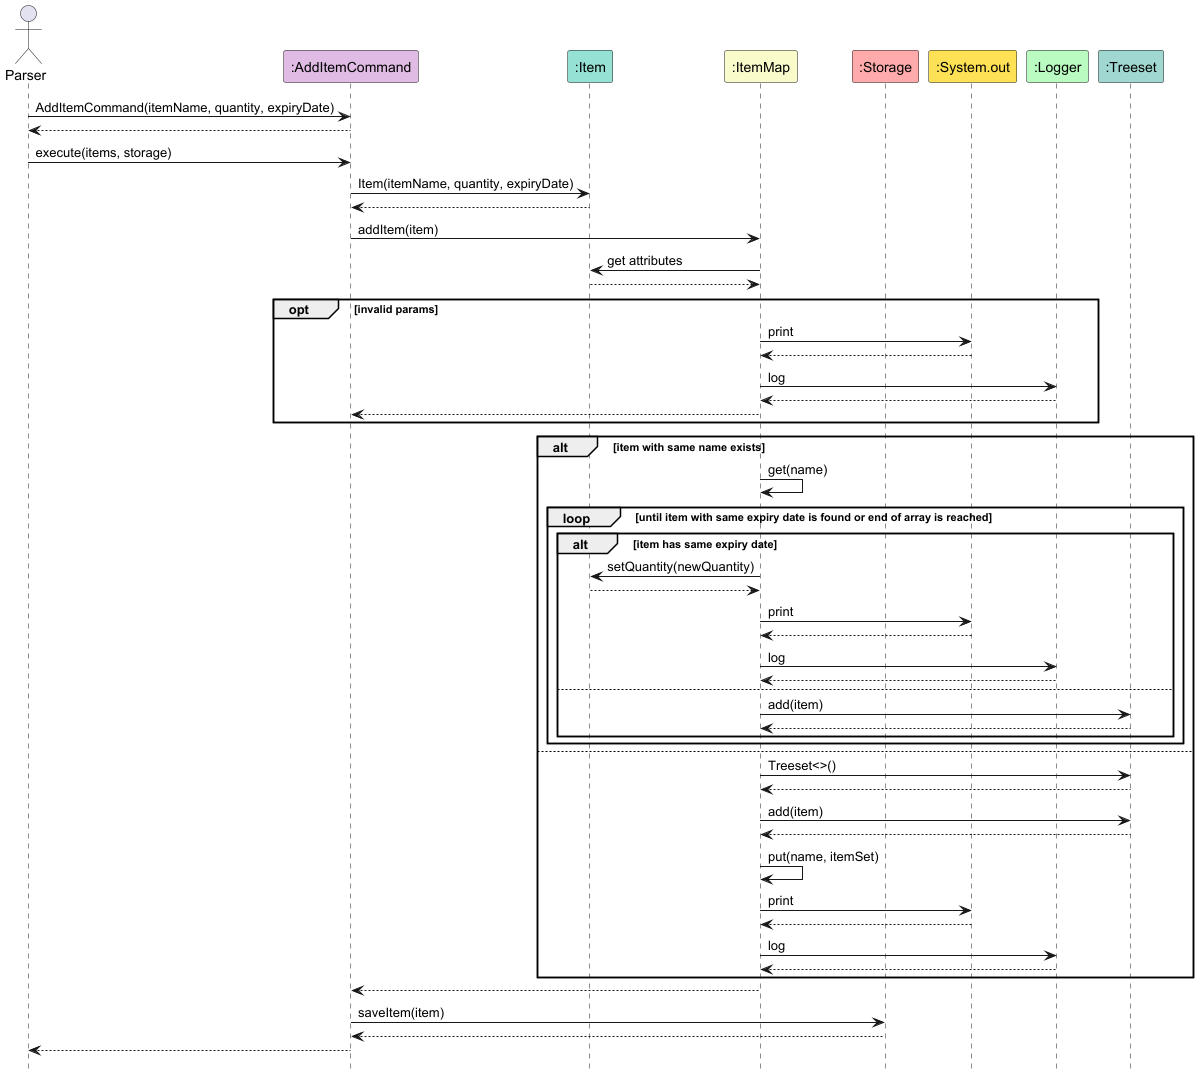 Parser
:AddItemCommand
:Item
:ItemMap
:Storage
:System.out
:Logger
:Treeset
AddItemCommand(itemName, quantity, expiryDate)
execute(items, storage)
Item(itemName, quantity, expiryDate)
addItem(item)
get attributes
opt [invalid params]
print
log
alt [item with same name exists]
get(name)
loop [until item with same expiry date is found or end of array is reached]
alt [item has same expiry date]
setQuantity(newQuantity)
print
log
add(item)
Treeset<>()
add(item)
put(name, itemSet)
print
log
saveItem(item)